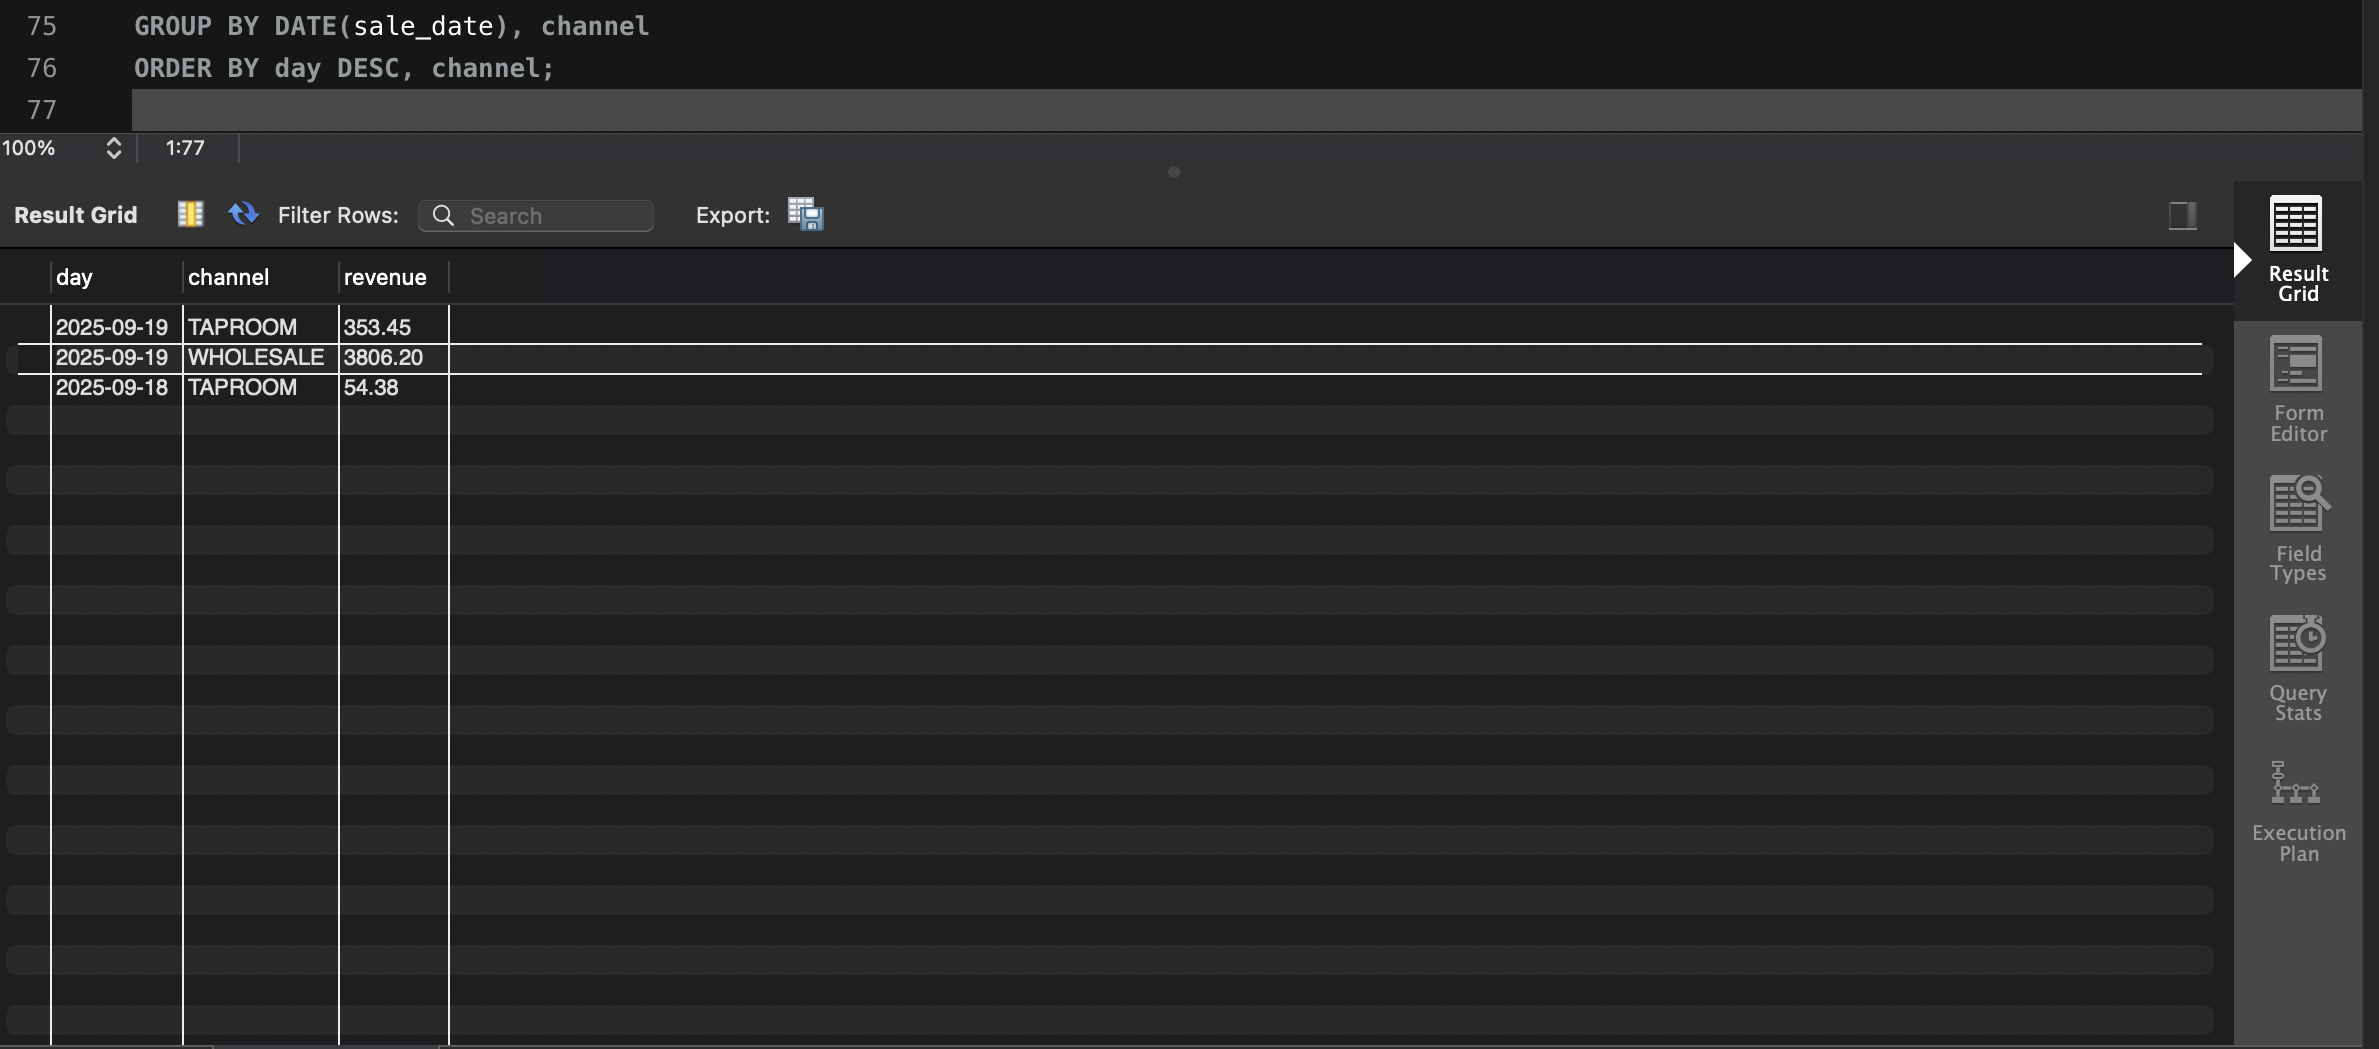 75 GROUP BY DATE(sale_date), channel
76 ORDER BY day DESC, channel;
77
100% 1:77
Result Grid Filter Rows: Search Export:
day channel revenue
2025-09-19 TAPROOM 353.45
2025-09-19 WHOLESALE 3806.20
2025-09-18 TAPROOM 54.38
Result
Grid
Form
Editor
Field
Types
Query
Stats
Execution
Plan